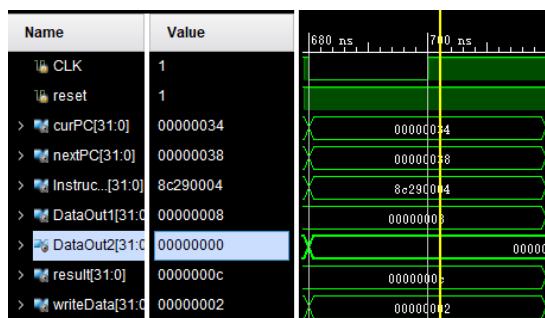 Name Value
680 ns 700 ns
CLK 1
reset 1
curPC[31:0] 00000034 00000034
nextPC[31:0] 00000038 00000038
Instruc...[31:0] 8c290004 8c290004
DataOut1[31:0 00000008 00000008
DataOut2[31:0 00000000 0000
result[31:0] 0000000c 0000000c
writeData[31:0 00000002 00000002